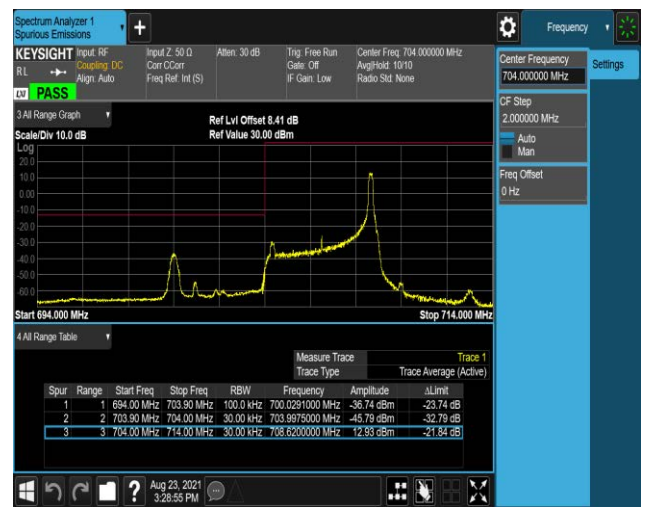 Spectrum Analyzer 1
Spurious Emissions
+
Frequency
KEYSIGHT Input: RF Input Z: 50 Ω Atten: 30 dB Trig: Free Run Center Freq: 704.000000 MHz
RL Coupling: DC Corr CCorr Gate: Off Avg|Hold: 10/10
Align: Auto Freq Ref: Int (S) IF Gain: Low Radio Std: None
LXI PASS
Center Frequency
704.000000 MHz
Settings
CF Step
2.000000 MHz
Auto
Man
Freq Offset
0 Hz
3 All Range Graph
Ref Lvl Offset 8.41 dB
Scale/Div 10.0 dB Ref Value 30.00 dBm
Log
20.0
10.0
0.00
-10.0
-20.0
-30.0
-40.0
-50.0
-60.0
Start 694.000 MHz Stop 714.000 MHz
4 All Range Table
Measure Trace Trace 1
Trace Type Trace Average (Active)
Spur Range Start Freq Stop Freq RBW Frequency Amplitude ΔLimit
1 1 694.00 MHz 703.90 MHz 100.0 kHz 700.0291000 MHz -36.74 dBm -23.74 dB
2 2 703.90 MHz 704.00 MHz 30.00 kHz 703.9975000 MHz -45.79 dBm -32.79 dB
3 3 704.00 MHz 714.00 MHz 30.00 kHz 708.6200000 MHz 12.93 dBm -21.84 dB
? Aug 23, 2021
3:28:55 PM